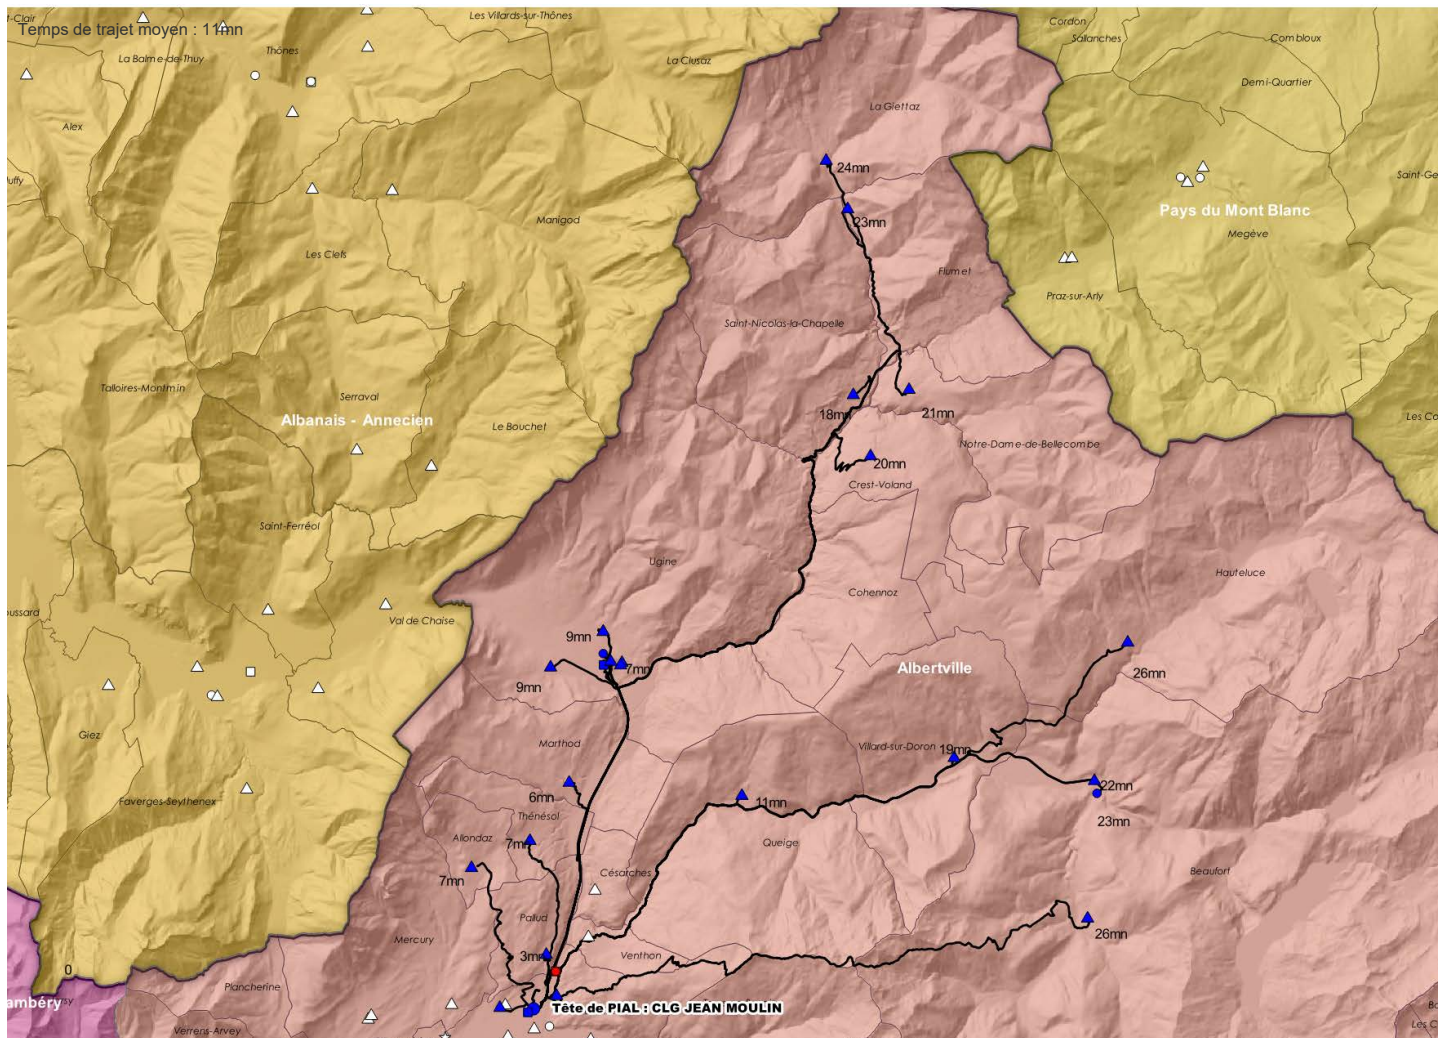 t-Clair
Les Villards-sur-Thônes
Cordon
Temps de trajet moyen : 11mn
Sallanches
Combloux
Thônes
La Balme-de-Thuy
La Clusaz
Demi-Quartier
La Giettaz
Alex
24mn
Saint-Ge
uffy
Pays du Mont Blanc
Manigod
23mn
Megève
Les Clefs
Flumet
Praz-sur-Arly
Saint-Nicolas-la-Chapelle
Talloires-Montmin
Serraval
18mn
21mn
Albanais - Annecien
Les Co
Le Bouchet
Notre-Dame-de-Bellecombe
20mn
Crest-Voland
Saint-Ferréol
Ugine
Hauteluce
Cohennoz
oussard
Val de Chaise
9mn
7mn
Albertville
26mn
9mn
Giez
Marthod
Villard-sur-Doron
19mn
22mn
6mn
11mn
Faverges-Seythenex
Thénésol
23mn
Allondaz
7mn
Queige
7mn
Césarches
Beaufort
Pallud
26mn
Mercury
3mn
Venthon
0
Plancherine
ambéry
Tête de PIAL : CLG JEAN MOULIN
Verrens-Arvey
Les C